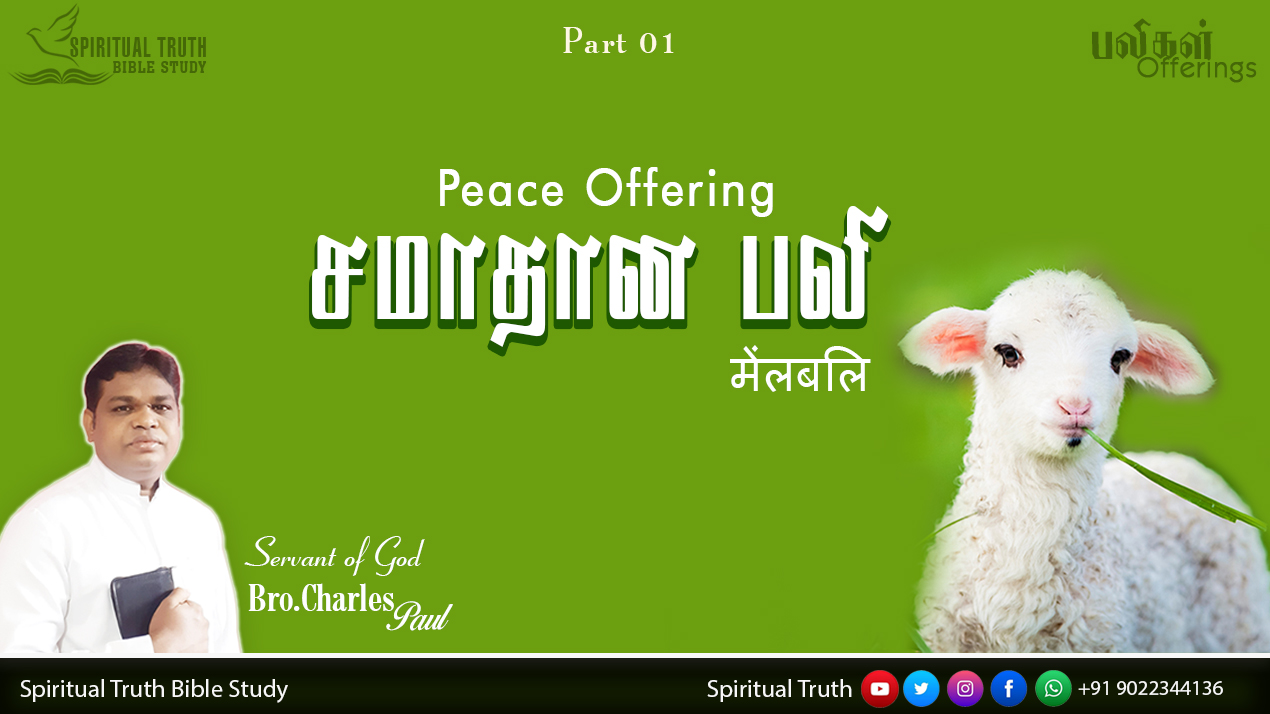 SPIRITUAL TRUTH
BIBLE STUDY
Part 01
பலிகள்
Offerings
Peace Offering
சமாதான பலி
मेंलबलि
Servant of God
Bro.Charles
Paul
Spiritual Truth Bible Study
Spiritual Truth
+91 9022344136